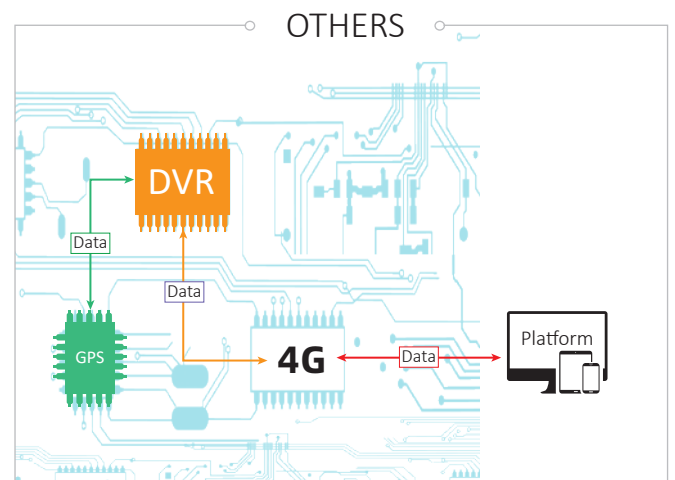 OTHERS
DVR
Data
Data
GPS
4G
Data
Platform